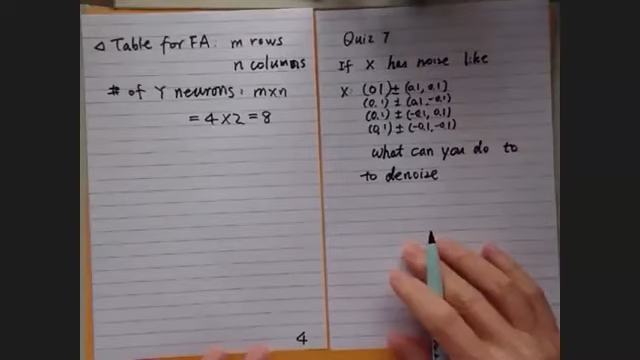 Δ Table for FA: m rows
n columns
# of Y neurons: m×n
= 4 × 2 = 8
4
Quiz 7
If X has noise like
X: (0,1) ± (0.1, 0.1)
(0,1) ± (0.1, -0.1)
(0,1) ± (-0.1, 0.1)
(0,1) ± (-0.1, -0.1)
what can you do to
to denoize